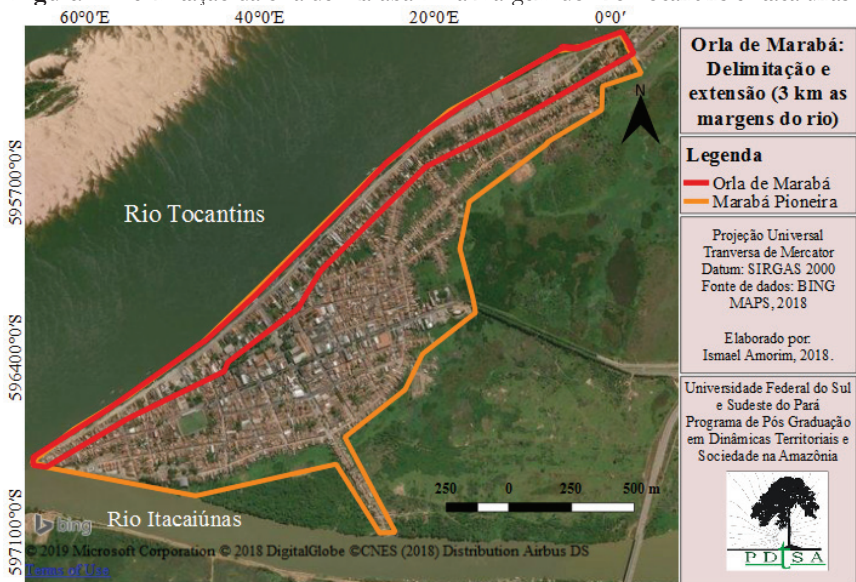 60°0'E 40°0'E 20°0'E 0°0'
Orla de Marabá:
Delimitação e
extensão (3 km as
margens do rio)
N
Legenda
Orla de Marabá
Marabá Pioneira
595700°0'S
Rio Tocantins
Projeção Universal
Tranversa de Mercator
Datum: SIRGAS 2000
Fonte de dados: BING
MAPS, 2018
Elaborado por:
Ismael Amorim, 2018.
596400°0'S
Universidade Federal do Sul
e Sudeste do Pará
Programa de Pós Graduação
em Dinâmicas Territoriais e
Sociedade na Amazônia
250 0 250 500 m
597100°0'S
bing
Rio Itacaiúnas
© 2019 Microsoft Corporation © 2018 DigitalGlobe ©CNES (2018) Distribution Airbus DS
Terms of Use
PDTSA